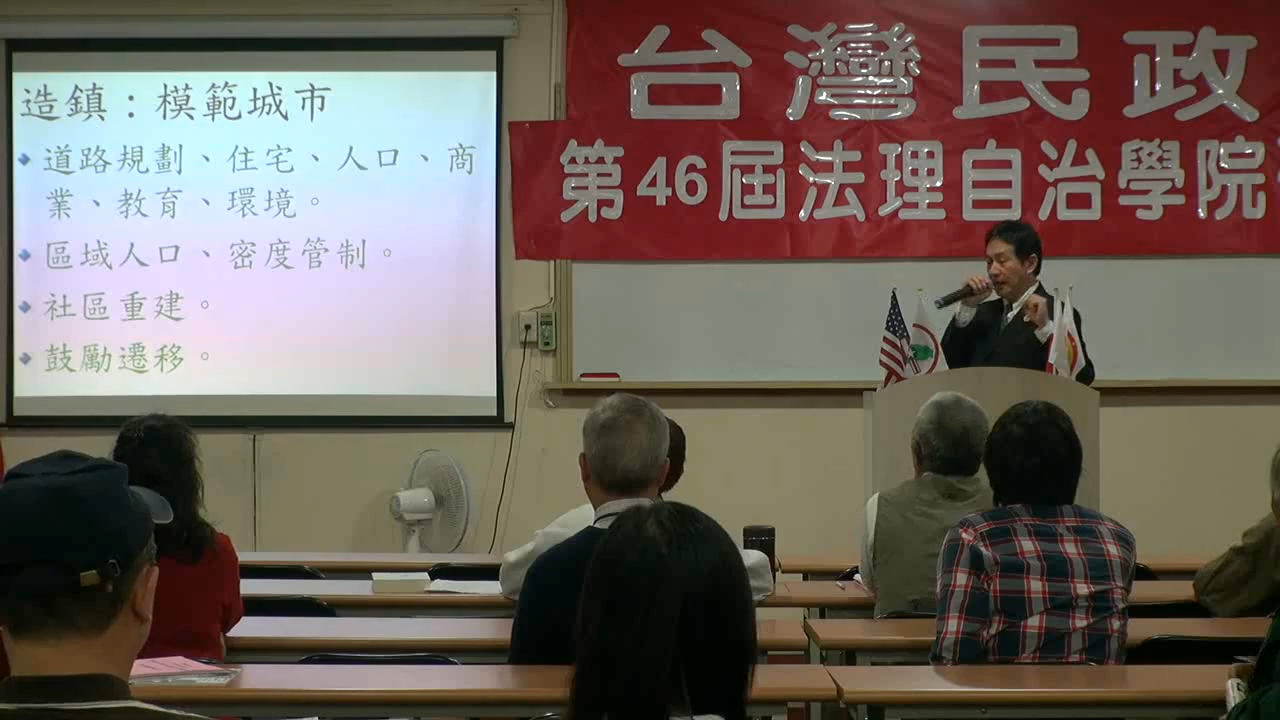 造鎮：模範城市
道路規劃、住宅、人口、商
業、教育、環境。
區域人口、密度管制。
社區重建。
鼓勵遷移。
台灣民政
第46屆法理自治學院